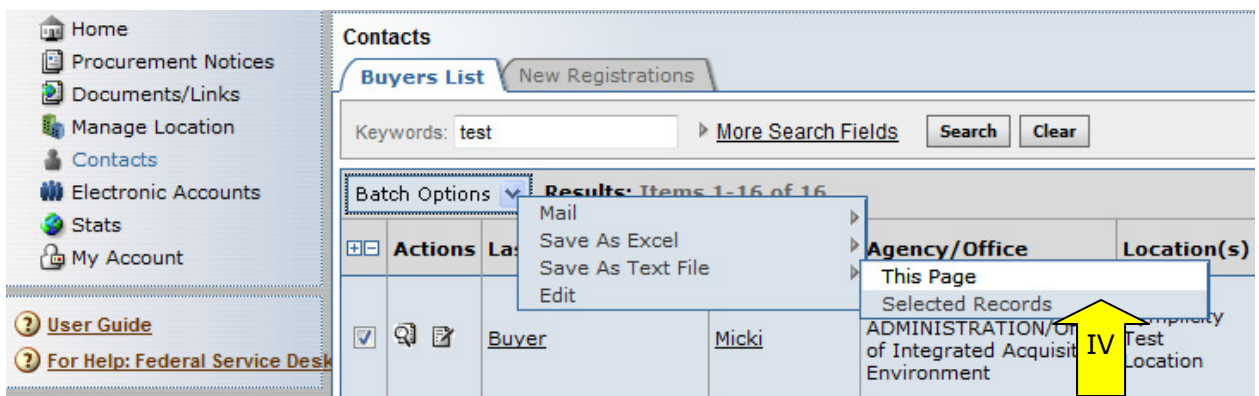 Home
Procurement Notices
Documents/Links
Manage Location
Contacts
Electronic Accounts
Stats
My Account
User Guide
For Help: Federal Service Desk
Contacts
Buyers List
New Registrations
Keywords: test
More Search Fields
Search
Clear
Batch Options
Results: Items 1-16 of 16
Mail
Save As Excel
Save As Text File
Edit
This Page
Selected Records
Actions
Agency/Office
Location(s)
Buyer
Micki
ADMINISTRATION/
of Integrated
Environment
Test
Location
IV